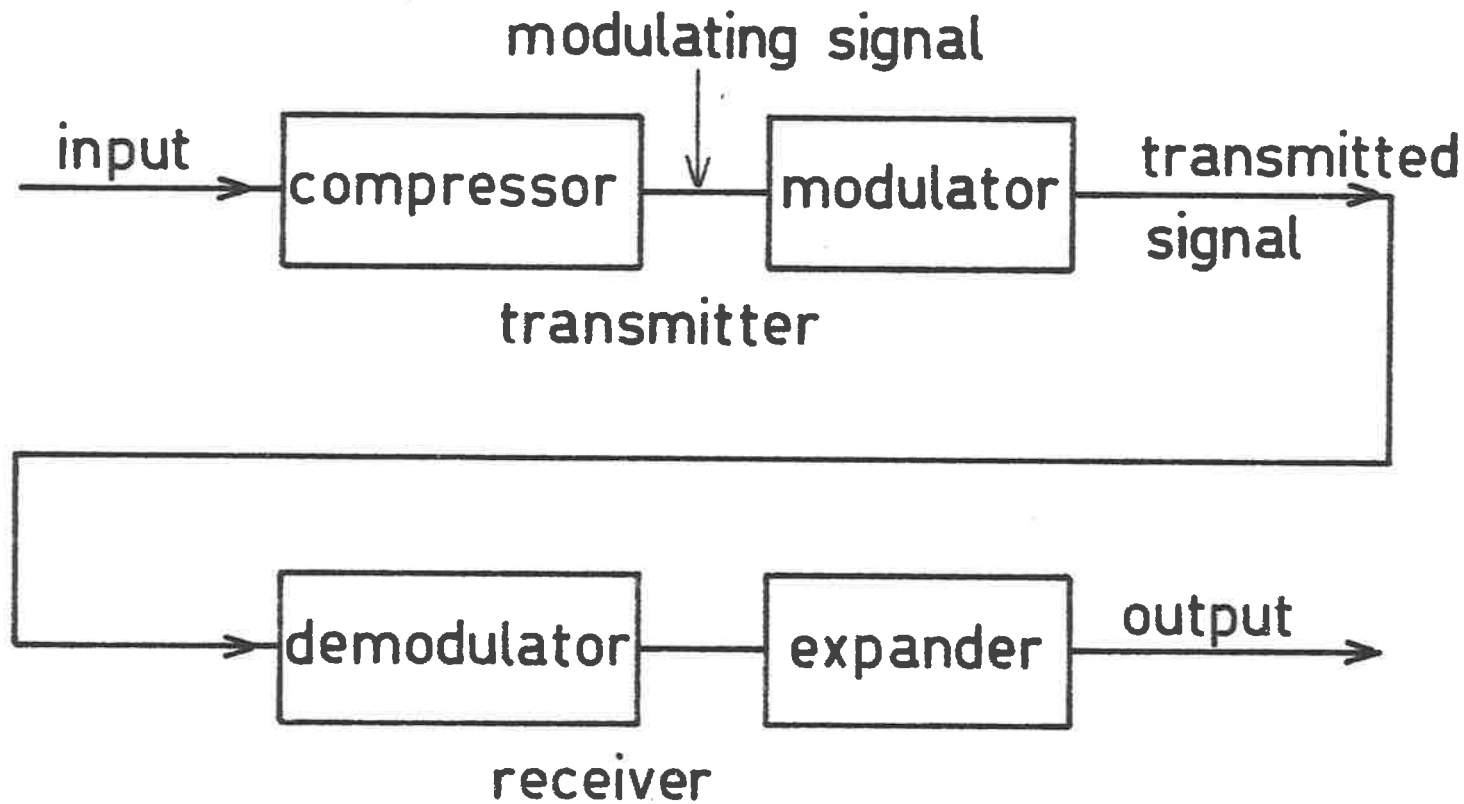 modulating signal
input
compressor
modulator
transmitted
signal
transmitter
demodulator
expander
output
receiver